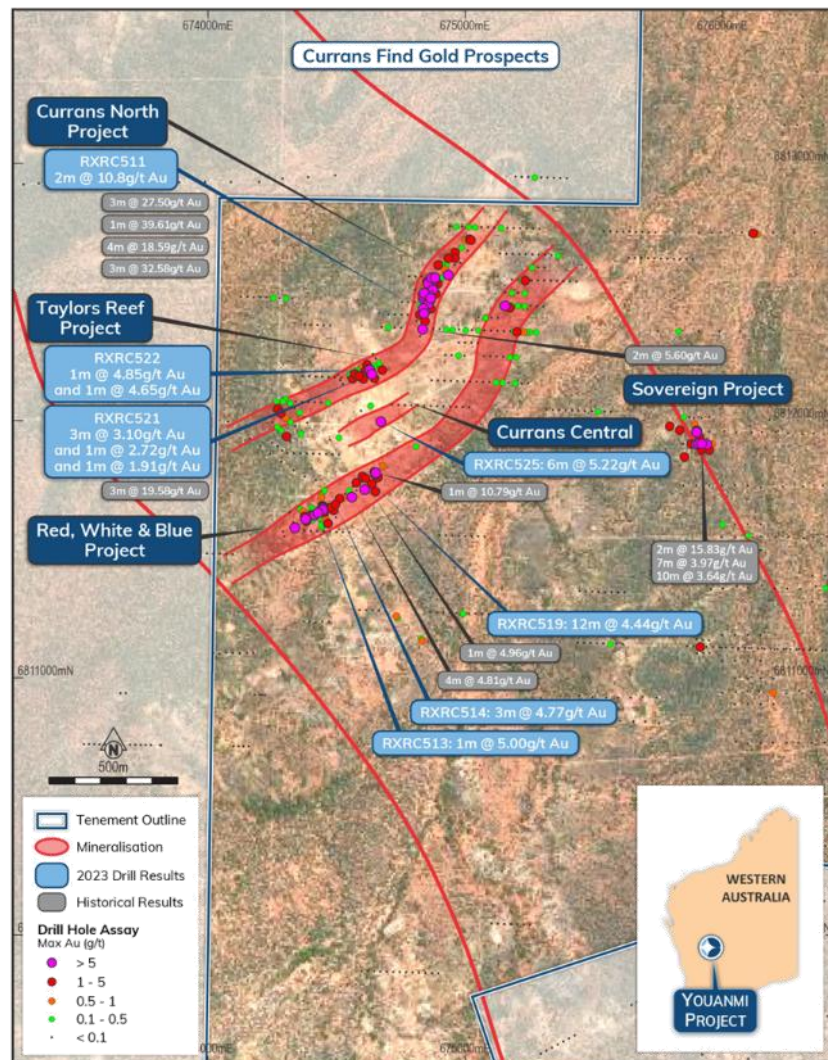 674000mE
675000mE
676000mE
Currans Find Gold Prospects
Currans North
Project
RXRC511
2m @ 10.8g/t Au
6813000mN
3m @ 27.50g/t Au
1m @ 39.61g/t Au
4m @ 18.59g/t Au
3m @ 32.58g/t Au
Taylors Reef
Project
RXRC522
1m @ 4.85g/t Au
and 1m @ 4.65g/t Au
2m @ 5.60g/t Au
Sovereign Project
RXRC521
3m @ 3.10g/t Au
and 1m @ 2.72g/t Au
and 1m @ 1.91g/t Au
6812000mN
Currans Central
RXRC525: 6m @ 5.22g/t Au
3m @ 19.58g/t Au
1m @ 10.79g/t Au
Red, White & Blue
Project
2m @ 15.83g/t Au
7m @ 3.97g/t Au
10m @ 3.64g/t Au
RXRC519: 12m @ 4.44g/t Au
1m @ 4.96g/t Au
6811000mN
6811000mN
4m @ 4.81g/t Au
RXRC514: 3m @ 4.77g/t Au
RXRC513: 1m @ 5.00g/t Au
N
500m
Tenement Outline
Mineralisation
2023 Drill Results
Historical Results
Drill Hole Assay
Max Au (g/t)
> 5
1 - 5
0.5 - 1
0.1 - 0.5
< 0.1
WESTERN
AUSTRALIA
YOUANMI
PROJECT